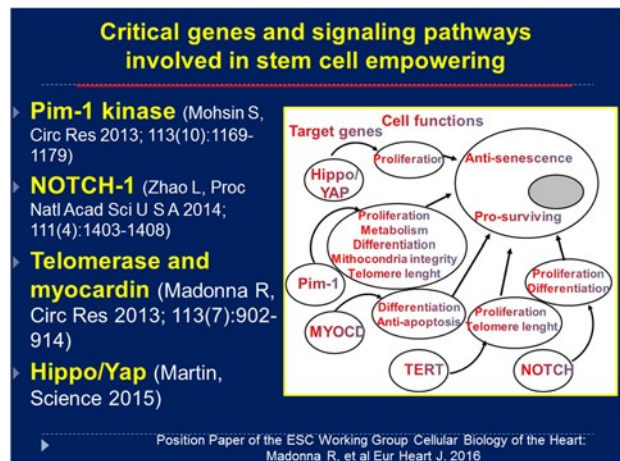 Critical genes and signaling pathways
involved in stem cell empowering
Pim-1 kinase (Mohsin S,
Circ Res 2013; 113(10):1169-
1179)
NOTCH-1 (Zhao L, Proc
Natl Acad Sci U S A 2014;
111(4):1403-1408)
Telomerase and
myocardin (Madonna R,
Circ Res 2013; 113(7):902-
914)
Hippo/Yap (Martin,
Science 2015)
Cell functions
Target genes
Hippo/
YAP
Proliferation
Anti-senescence
Pro-surviving
Proliferation
Metabolism
Differentiation
Mithocondria integrity
Telomere lenght
Pim-1
Differentiation
Anti-apoptosis
MYOCD
Proliferation
Telomere lenght
TERT
Proliferation
Differentiation
NOTCH
Position Paper of the ESC Working Group Cellular Biology of the Heart:
Madonna R, et al Eur Heart J. 2016